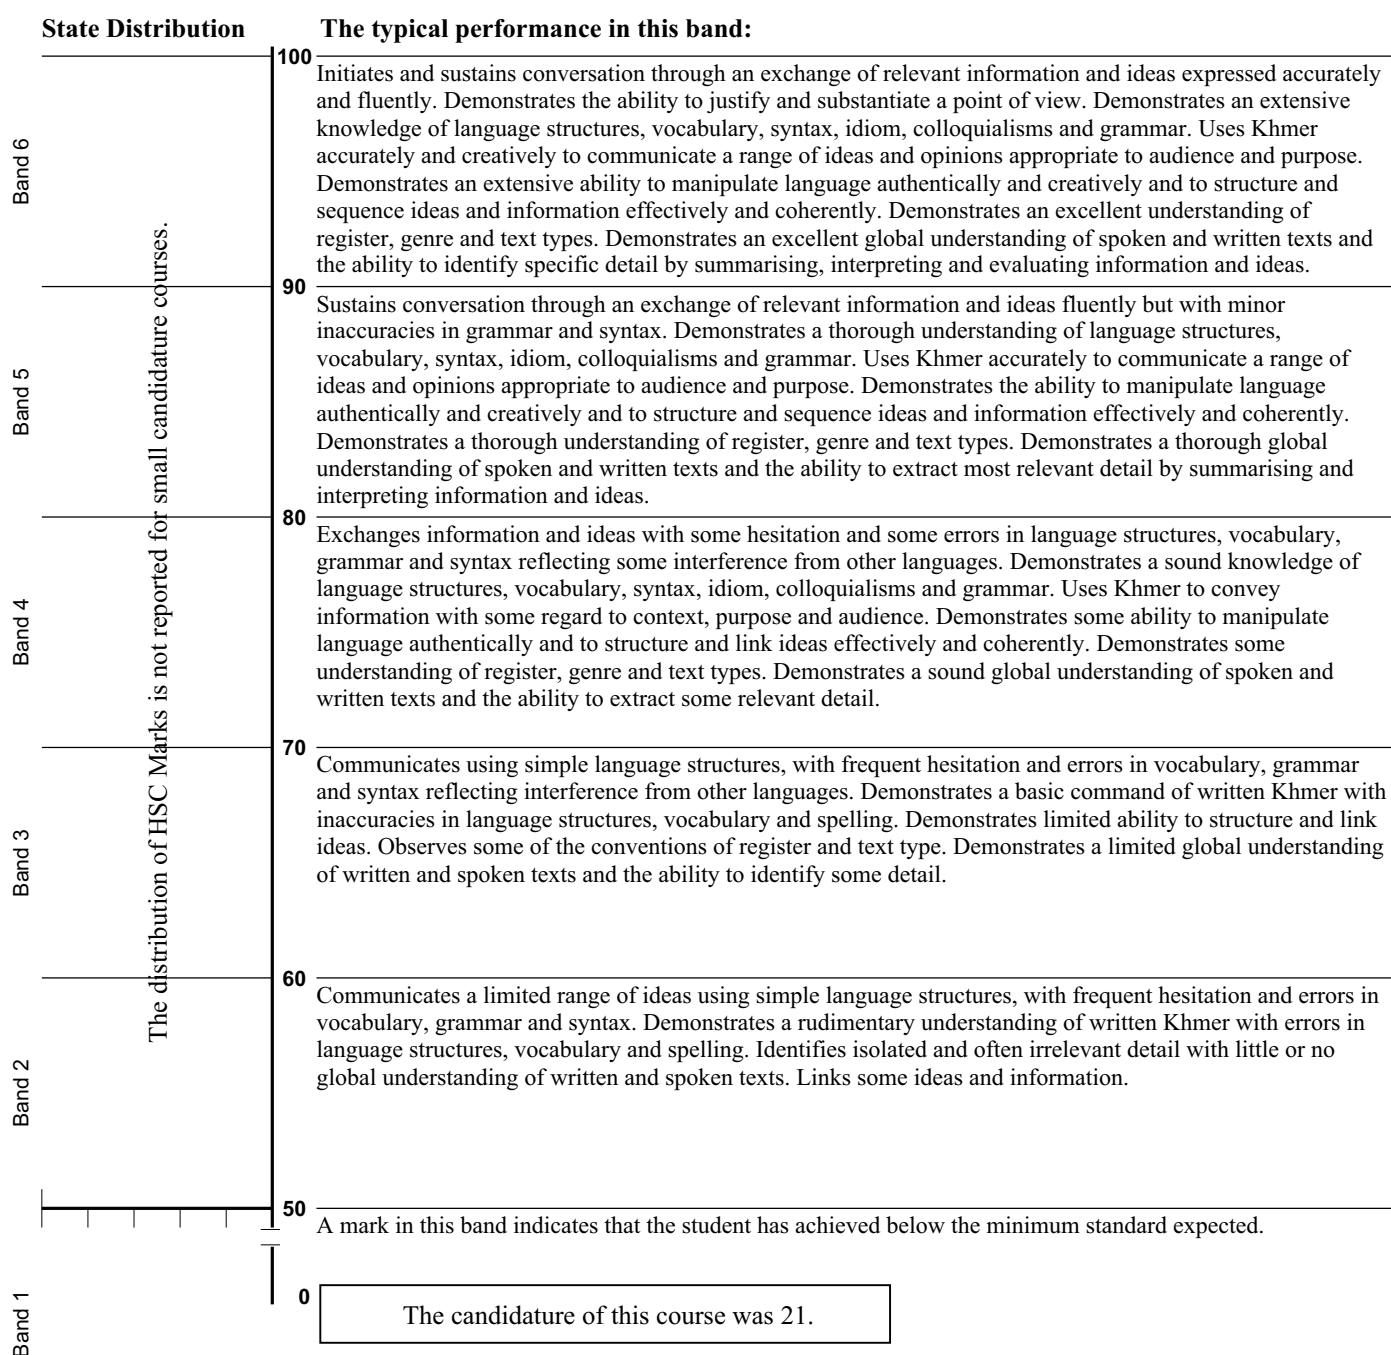 State Distribution
The typical performance in this band:
100
Initiates and sustains conversation through an exchange of relevant information and ideas expressed accurately
and fluently. Demonstrates the ability to justify and substantiate a point of view. Demonstrates an extensive
knowledge of language structures, vocabulary, syntax, idiom, colloquialisms and grammar. Uses Khmer
accurately and creatively to communicate a range of ideas and opinions appropriate to audience and purpose.
Demonstrates an extensive ability to manipulate language authentically and creatively and to structure and
sequence ideas and information effectively and coherently. Demonstrates an excellent understanding of
register, genre and text types. Demonstrates an excellent global understanding of spoken and written texts and
the ability to identify specific detail by summarising, interpreting and evaluating information and ideas.
Band 6
90
Sustains conversation through an exchange of relevant information and ideas fluently but with minor
inaccuracies in grammar and syntax. Demonstrates a thorough understanding of language structures,
vocabulary, syntax, idiom, colloquialisms and grammar. Uses Khmer accurately to communicate a range of
ideas and opinions appropriate to audience and purpose. Demonstrates the ability to manipulate language
authentically and creatively and to structure and sequence ideas and information effectively and coherently.
Demonstrates a thorough understanding of register, genre and text types. Demonstrates a thorough global
understanding of spoken and written texts and the ability to extract most relevant detail by summarising and
interpreting information and ideas.
Band 5
80
Exchanges information and ideas with some hesitation and some errors in language structures, vocabulary,
grammar and syntax reflecting some interference from other languages. Demonstrates a sound knowledge of
language structures, vocabulary, syntax, idiom, colloquialisms and grammar. Uses Khmer to convey
information with some regard to context, purpose and audience. Demonstrates some ability to manipulate
language authentically and to structure and link ideas effectively and coherently. Demonstrates some
understanding of register, genre and text types. Demonstrates a sound global understanding of spoken and
written texts and the ability to extract some relevant detail.
Band 4
The distribution of HSC Marks is not reported for small candidature courses.
70
Communicates using simple language structures, with frequent hesitation and errors in vocabulary, grammar
and syntax reflecting interference from other languages. Demonstrates a basic command of written Khmer with
inaccuracies in language structures, vocabulary and spelling. Demonstrates limited ability to structure and link
ideas. Observes some of the conventions of register and text type. Demonstrates a limited global understanding
of written and spoken texts and the ability to identify some detail.
Band 3
60
Communicates a limited range of ideas using simple language structures, with frequent hesitation and errors in
vocabulary, grammar and syntax. Demonstrates a rudimentary understanding of written Khmer with errors in
language structures, vocabulary and spelling. Identifies isolated and often irrelevant detail with little or no
global understanding of written and spoken texts. Links some ideas and information.
Band 2
50
A mark in this band indicates that the student has achieved below the minimum standard expected.
0
The candidature of this course was 21.
Band 1